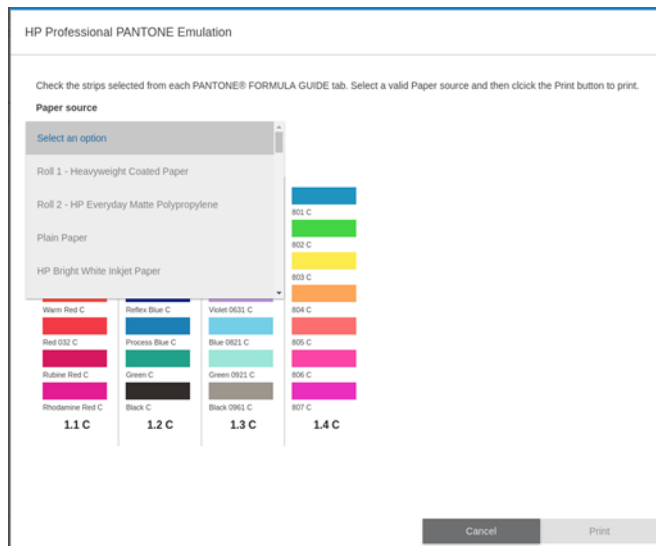 HP Professional PANTONE Emulation
Check the strips selected from each PANTONE® FORMULA GUIDE tab. Select a valid Paper source and then clcick the Print button to print.
Paper source
Select an option
Roll 1 - Heavyweight Coated Paper
Roll 2 - HP Everyday Matte Polypropylene
Plain Paper
HP Bright White Inkjet Paper
801 C
802 C
803 C
Warm Red C Reflex Blue C Violet 0631 C 804 C
Red 032 C Process Blue C Blue 0821 C 805 C
Rubine Red C Green C Green 0921 C 806 C
Rhodamine Red C Black C Black 0961 C 807 C
1.1 C 1.2 C 1.3 C 1.4 C
Cancel Print